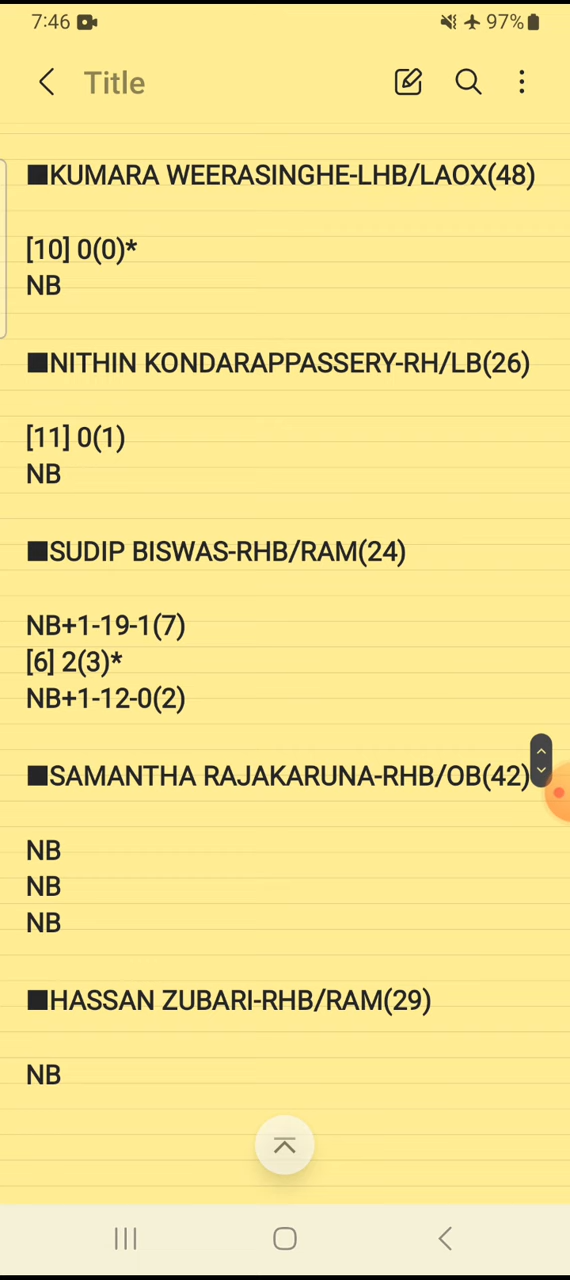 7:46 97%
Title
■KUMARA WEERASINGHE-LHB/LAOX(48)
[10] 0(0)*
NB
■NITHIN KONDARAPPASSERY-RH/LB(26)
[11] 0(1)
NB
■SUDIP BISWAS-RHB/RAM(24)
NB+1-19-1(7)
[6] 2(3)*
NB+1-12-0(2)
■SAMANTHA RAJAKARUNA-RHB/OB(42)
NB
NB
NB
■HASSAN ZUBARI-RHB/RAM(29)
NB